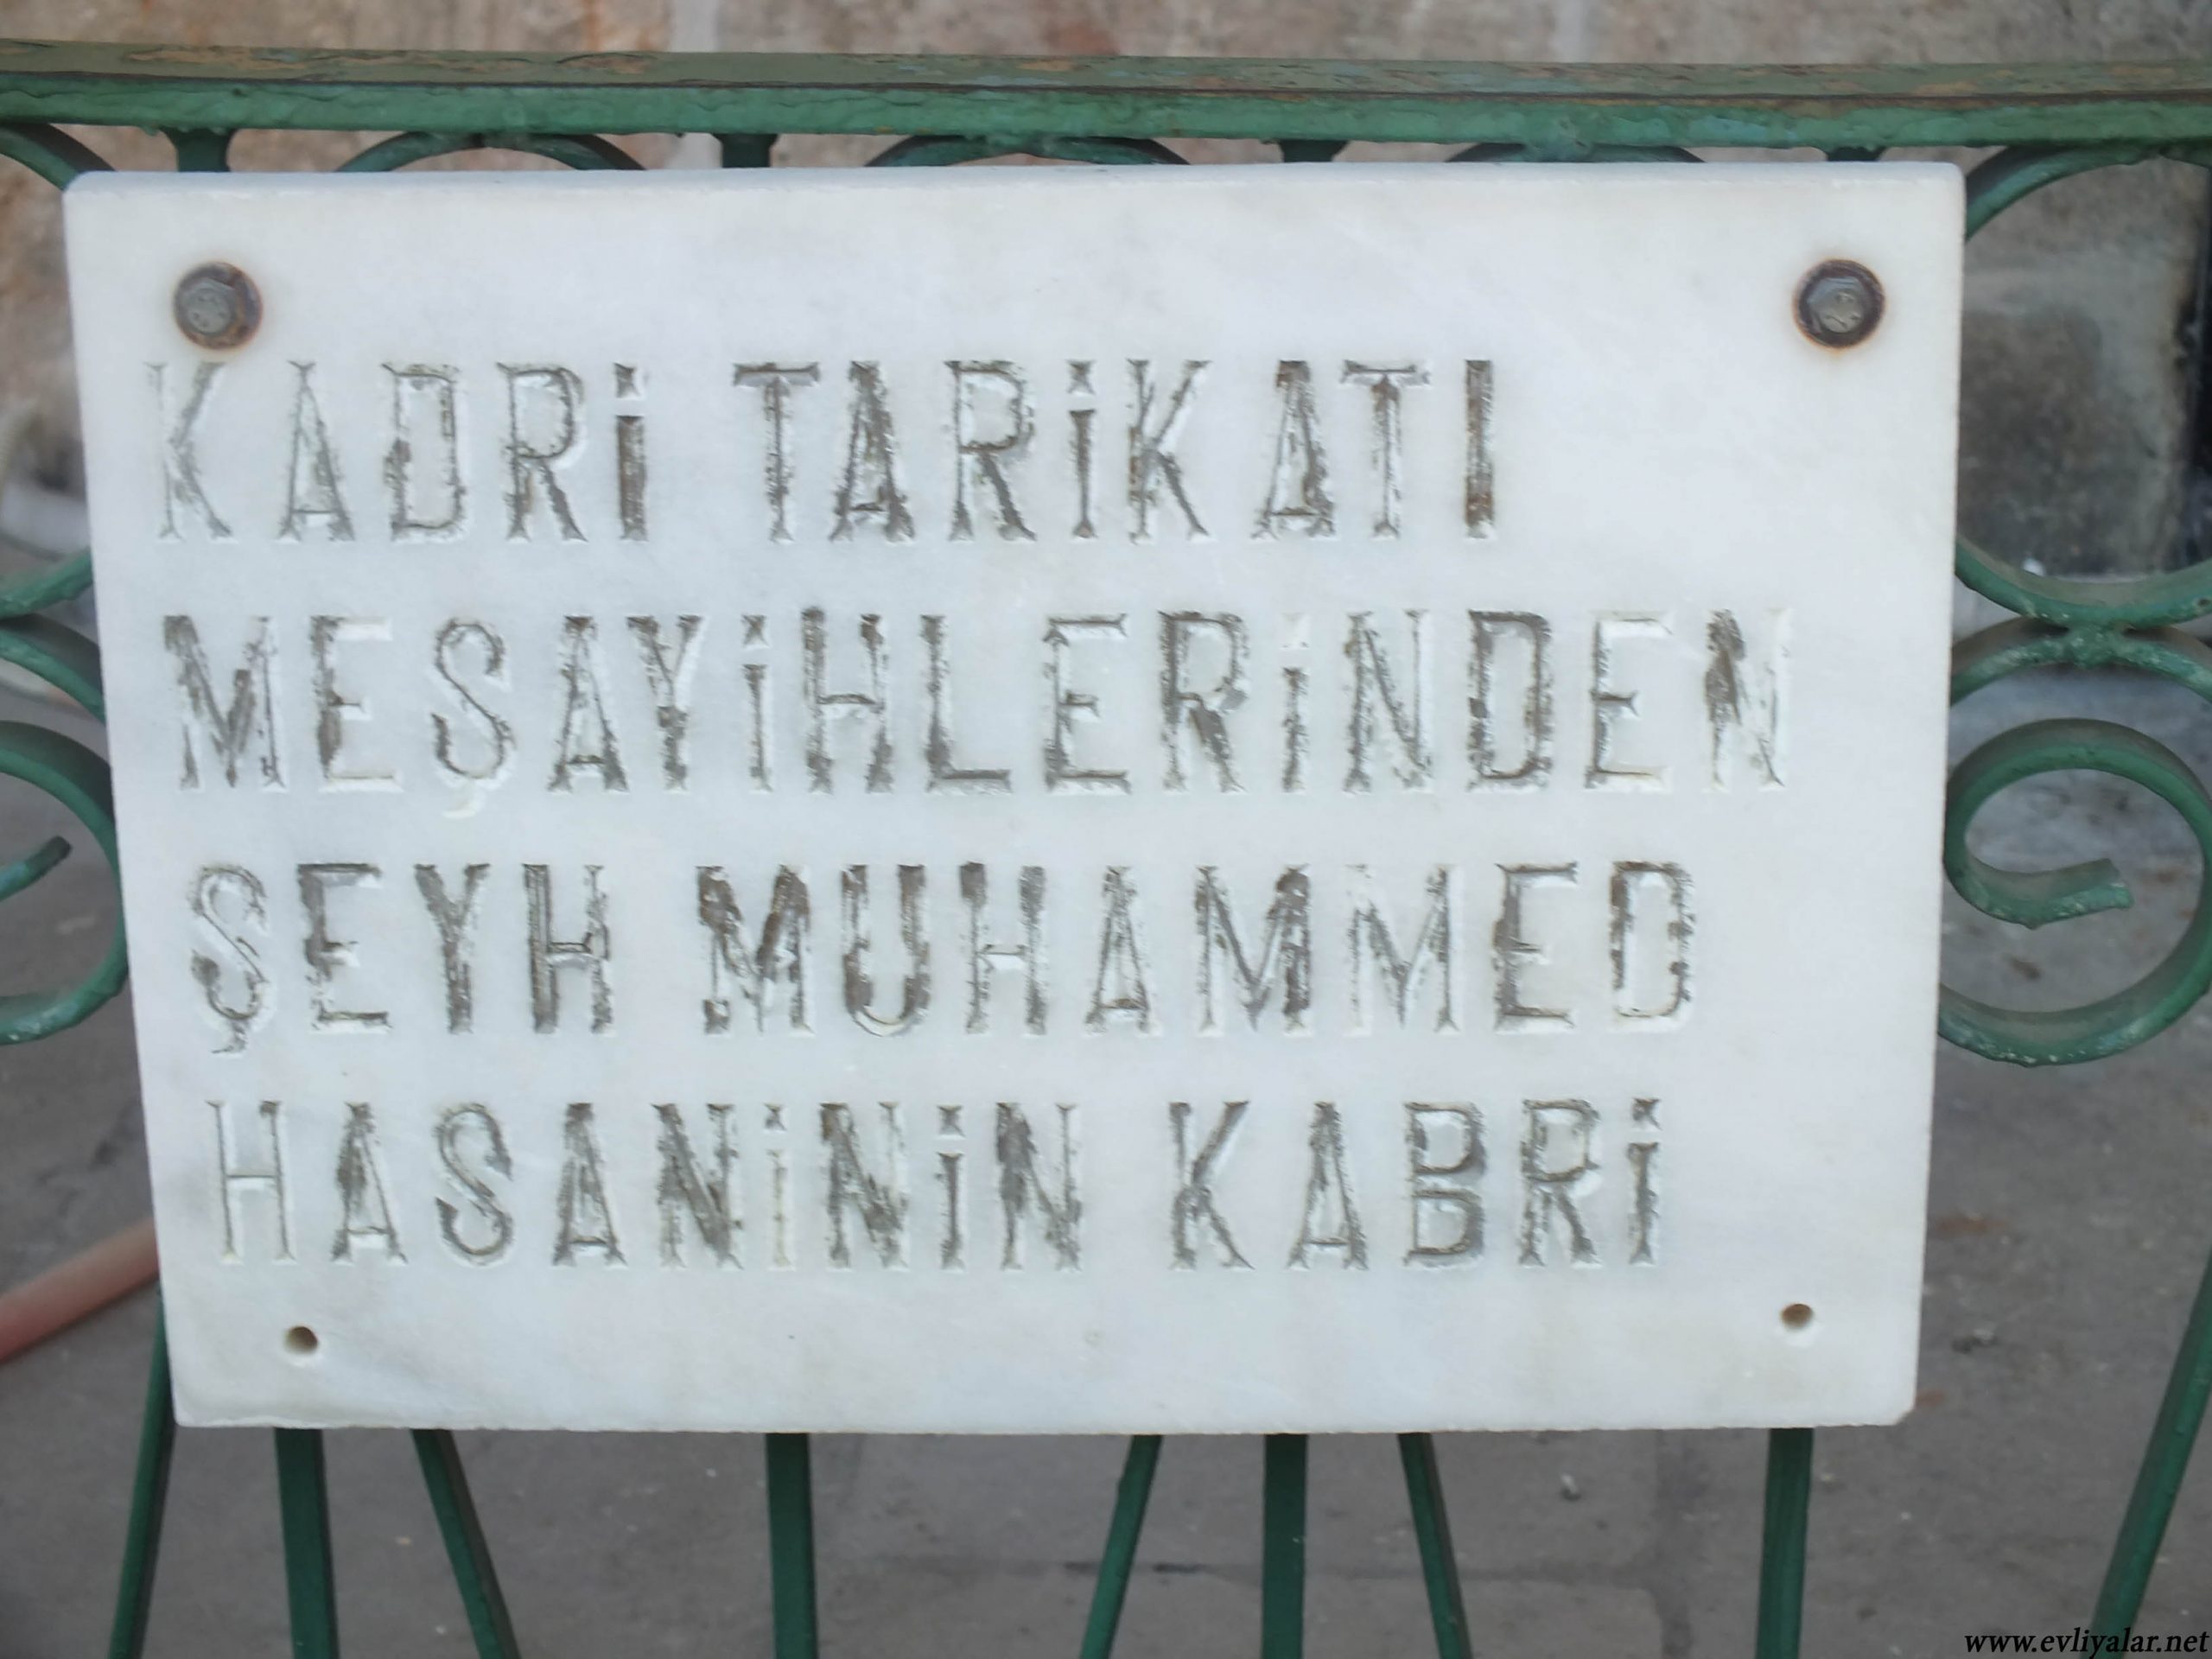 KADRİ TARİKATI
MEŞAYİHLERİNDEN
ŞEYH MUHAMMED
HASANİNİN KABRİ
www.evliyalar.net